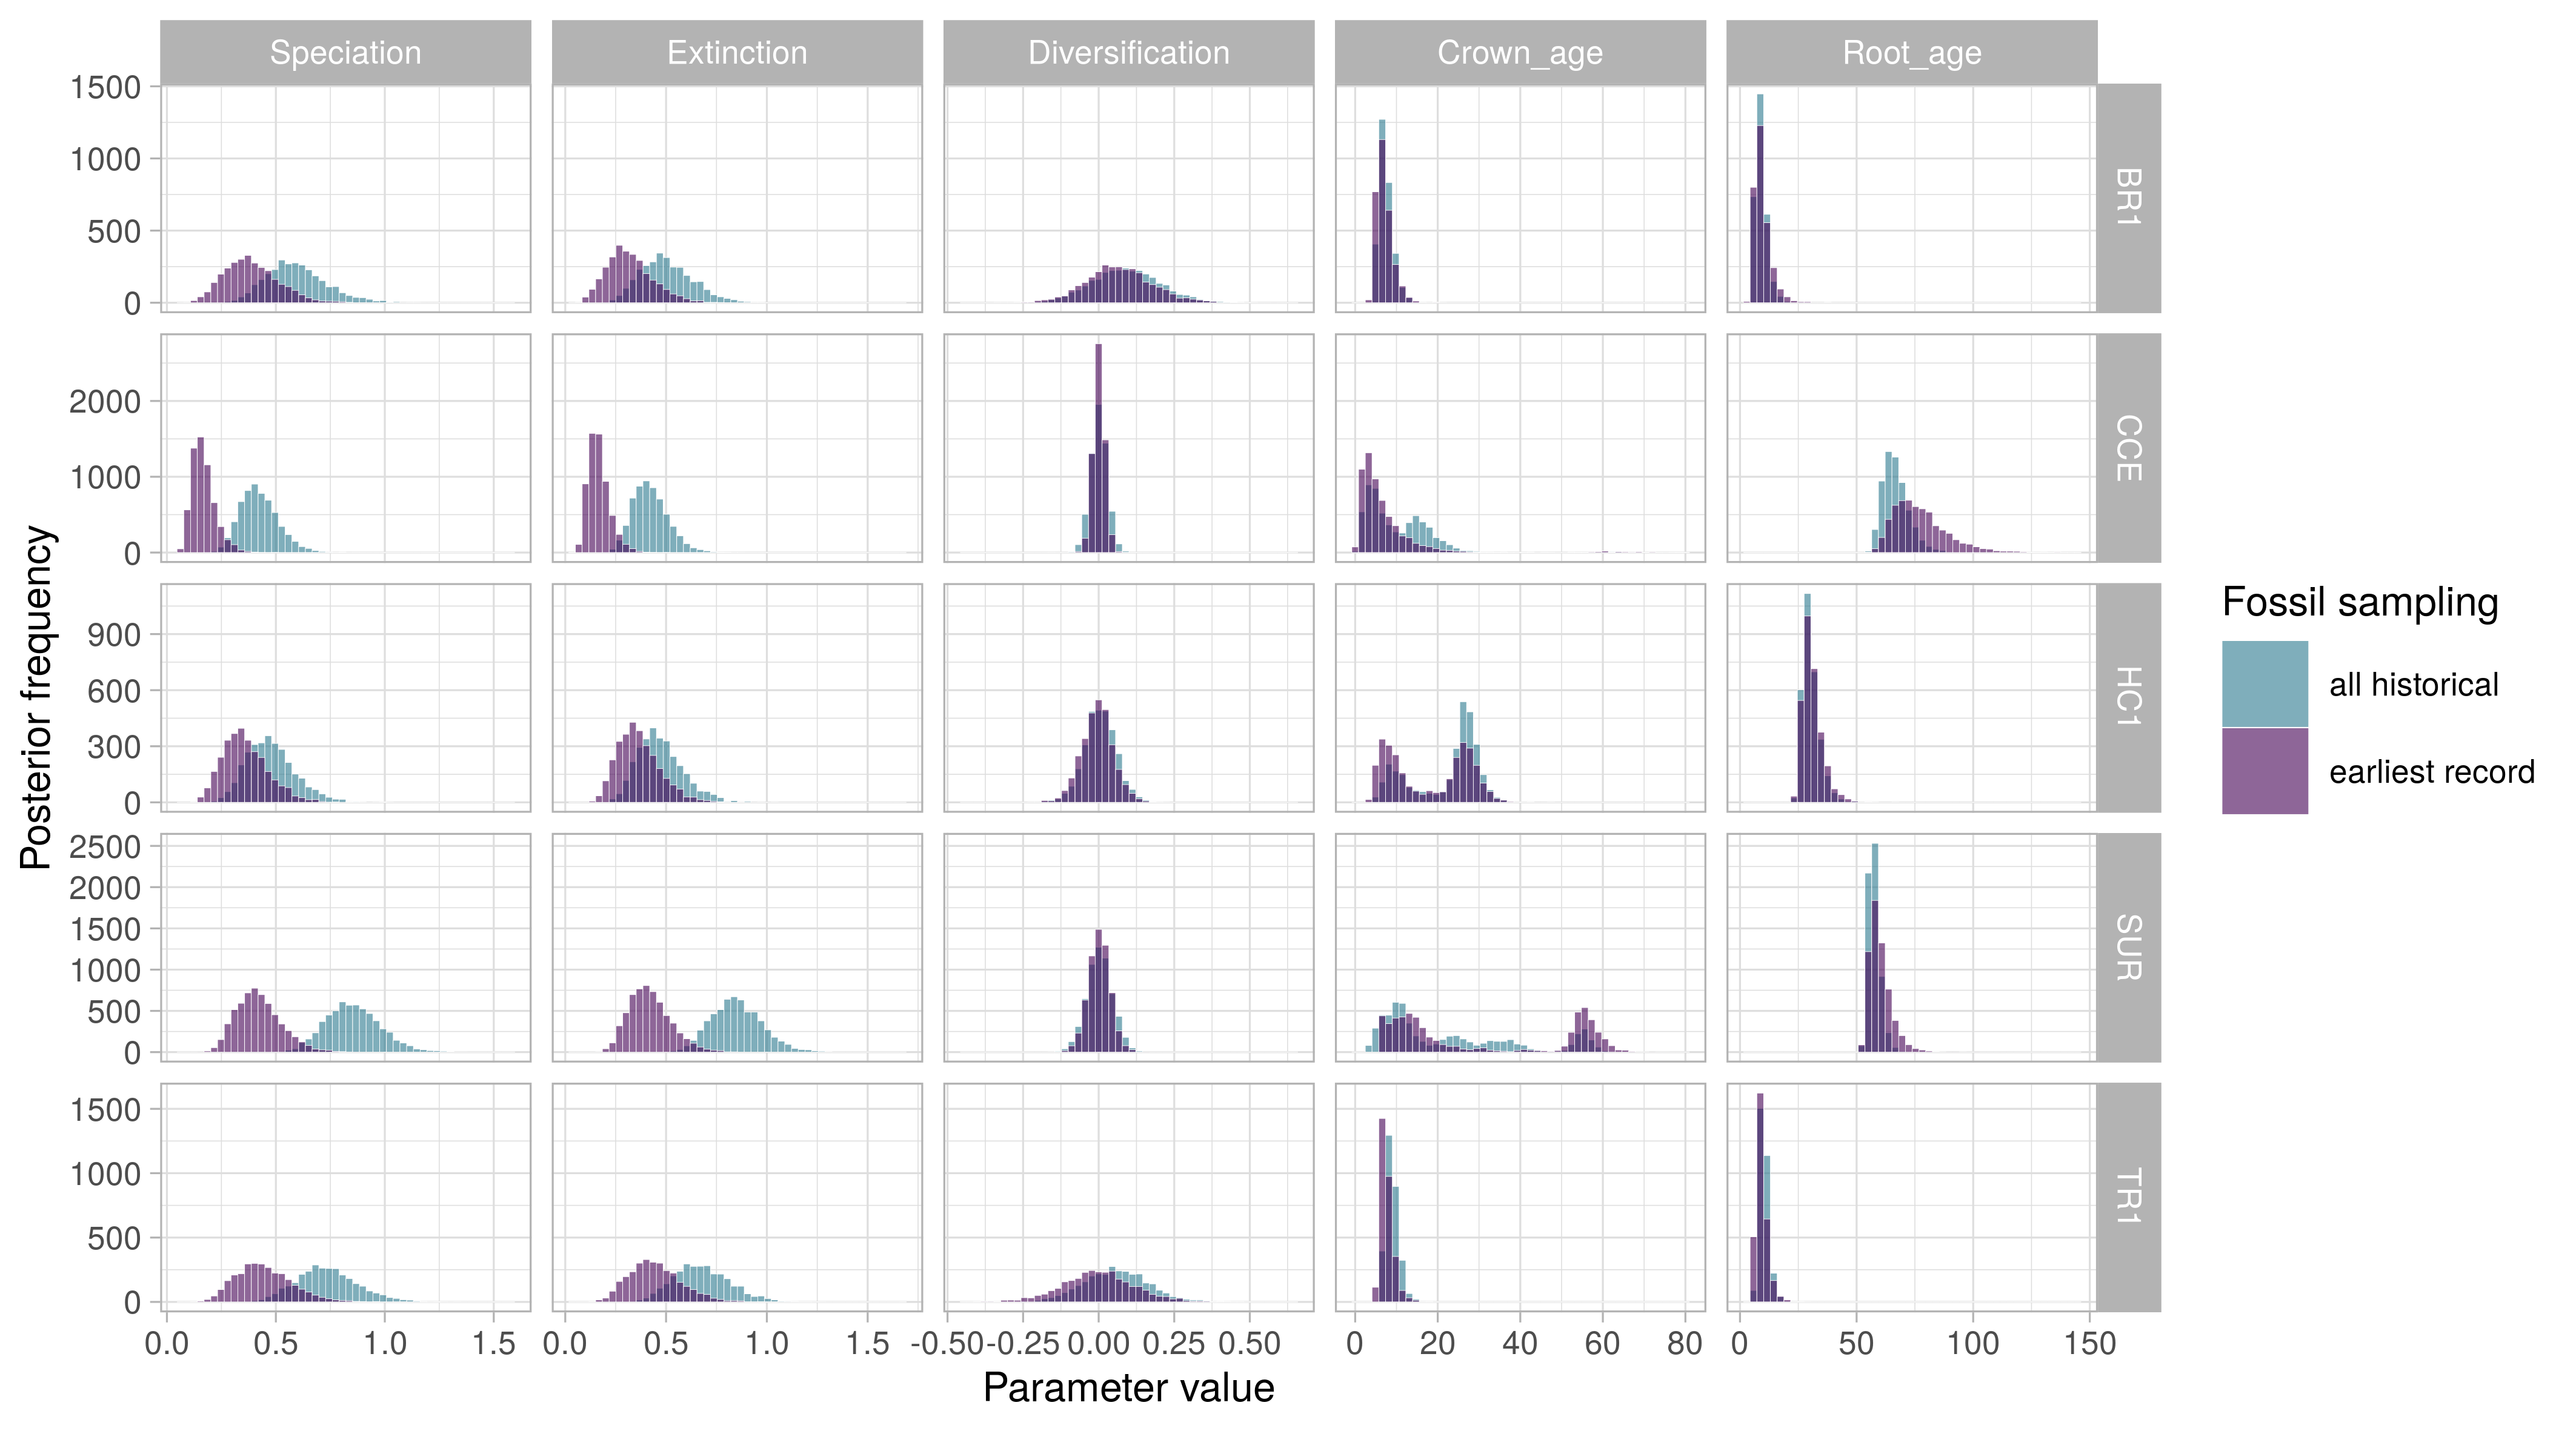 Speciation Extinction Diversification Crown_age Root_age
1500
1000
500
0
BR1
2000
1000
0
CCE
900
600
300
0
HC1
2500
2000
1500
1000
500
0
SUR
1500
1000
500
0
TR1
0.0 0.5 1.0 1.5 0.0 0.5 1.0 1.5 -0.50 -0.25 0.00 0.25 0.50 0 20 40 60 80 0 50 100 150
Parameter value
Posterior frequency
Fossil sampling
all historical
earliest record